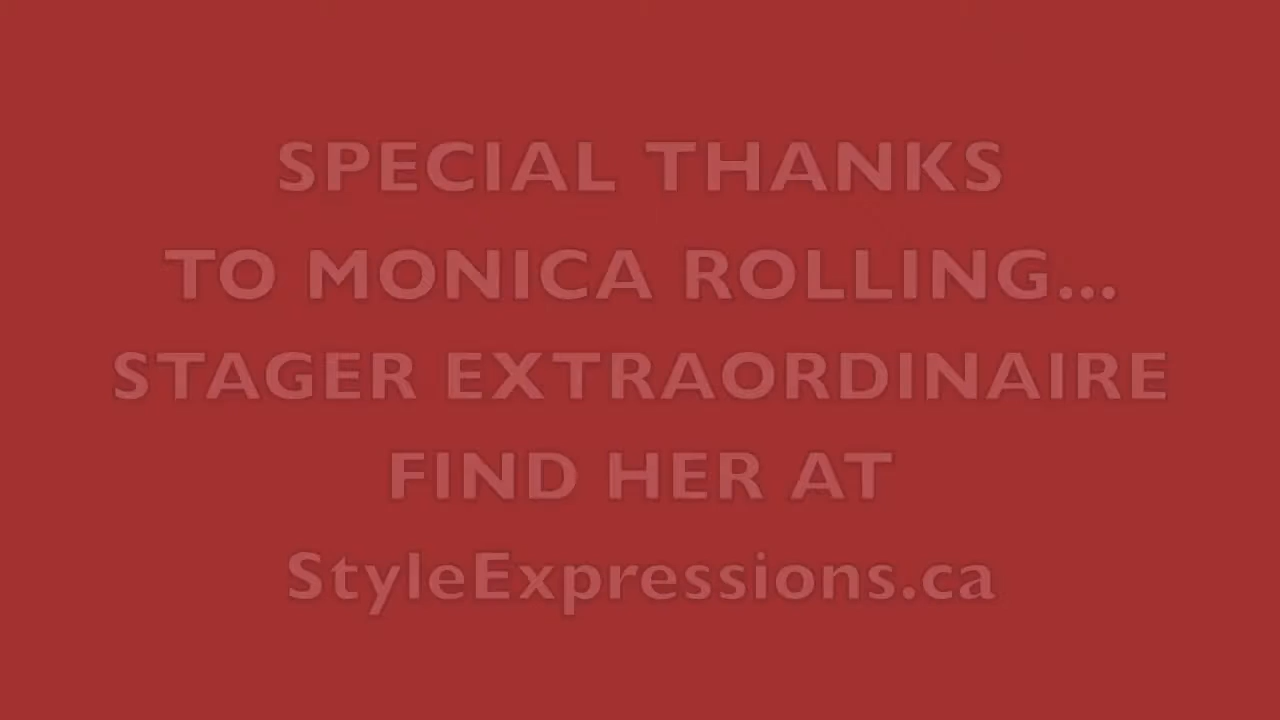 SPECIAL THANKS
TO MONICA ROLLING...
STAGER EXTRAORDINAIRE
FIND HER AT
StyleExpressions.ca